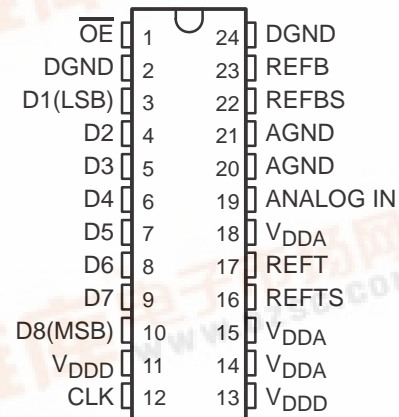 OE 1 24 DGND
DGND 2 23 REFB
D1(LSB) 3 22 REFBS
D2 4 21 AGND
D3 5 20 AGND
D4 6 19 ANALOG IN
D5 7 18 VDDA
D6 8 17 REFT
D7 9 16 REFTS
D8(MSB) 10 15 VDDA
VDDD 11 14 VDDA
CLK 12 13 VDDD